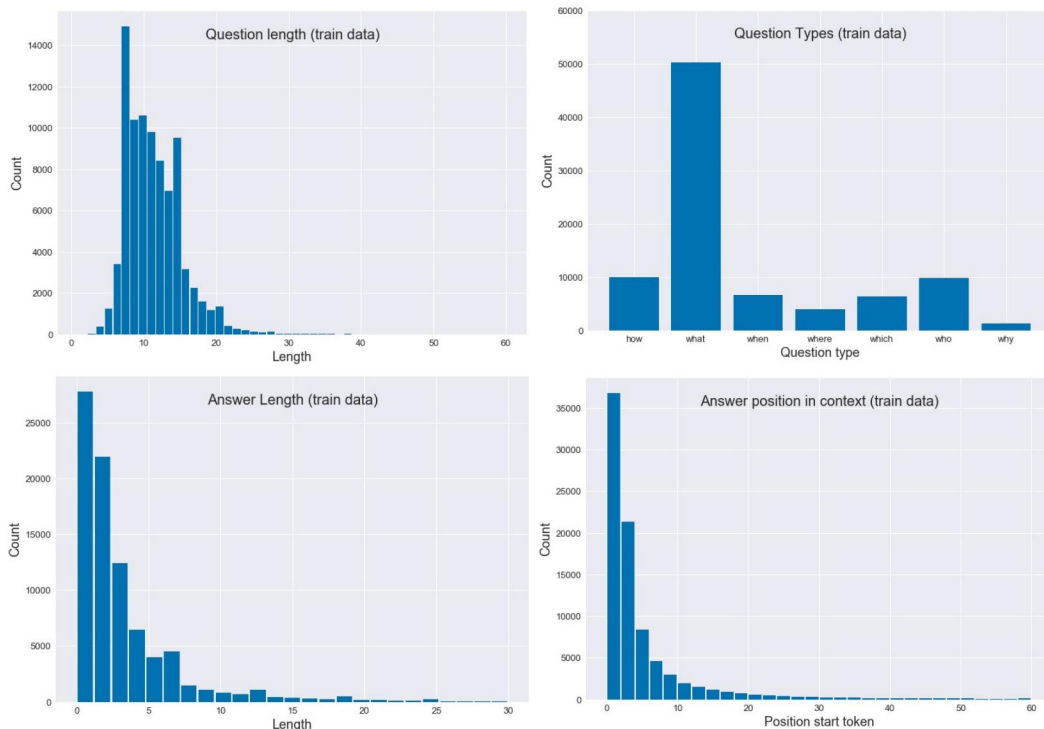 Question length (train data)
Count
14000
12000
10000
8000
6000
4000
2000
0
0 10 20 30 40 50 60
Length
Question Types (train data)
Count
60000
50000
40000
30000
20000
10000
0
how what when where which who why
Question type
Answer Length (train data)
Count
25000
20000
15000
10000
5000
0
0 5 10 15 20 25 30
Length
Answer position in context (train data)
Count
35000
30000
25000
20000
15000
10000
5000
0
0 10 20 30 40 50 60
Position start token